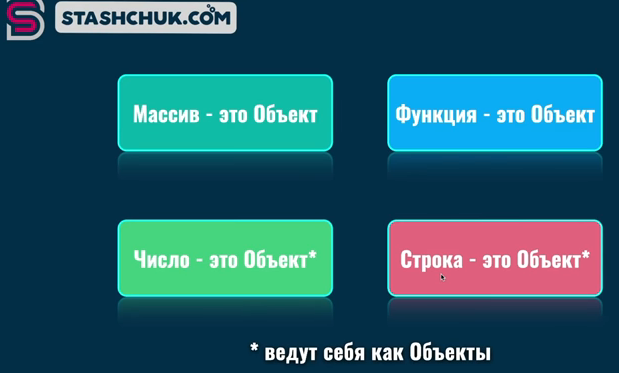 STASHCHUK.COM
Массив - это Объект
Функция - это Объект
Число - это Объект*
Строка - это Объект*
* ведут себя как Объекты